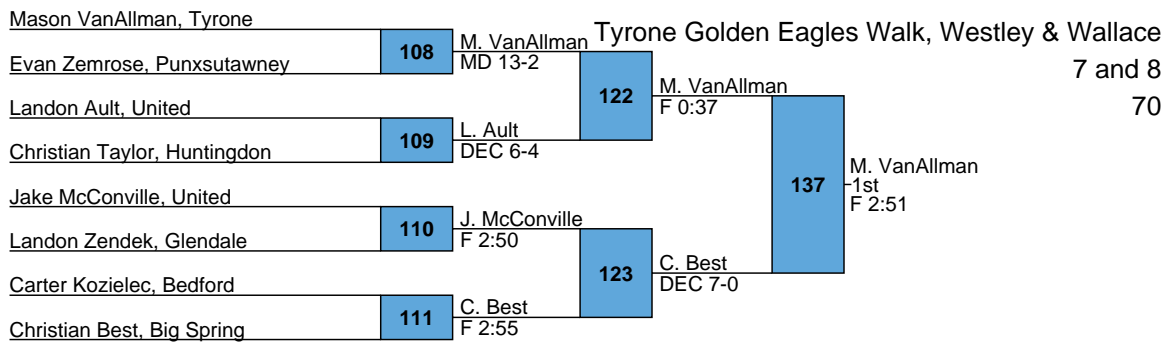 Tyrone Golden Eagles Walk, Westley & Wallace
7 and 8
70
Mason VanAllman, Tyrone
Evan Zemrose, Punxsutawney
Landon Ault, United
Christian Taylor, Huntingdon
Jake McConville, United
Landon Zendek, Glendale
Carter Kozielec, Bedford
Christian Best, Big Spring
108
109
110
111
M. VanAllman
MD 13-2
L. Ault
DEC 6-4
J. McConville
F 2:50
C. Best
F 2:55
122
123
M. VanAllman
F 0:37
C. Best
DEC 7-0
137
M. VanAllman
1st
F 2:51